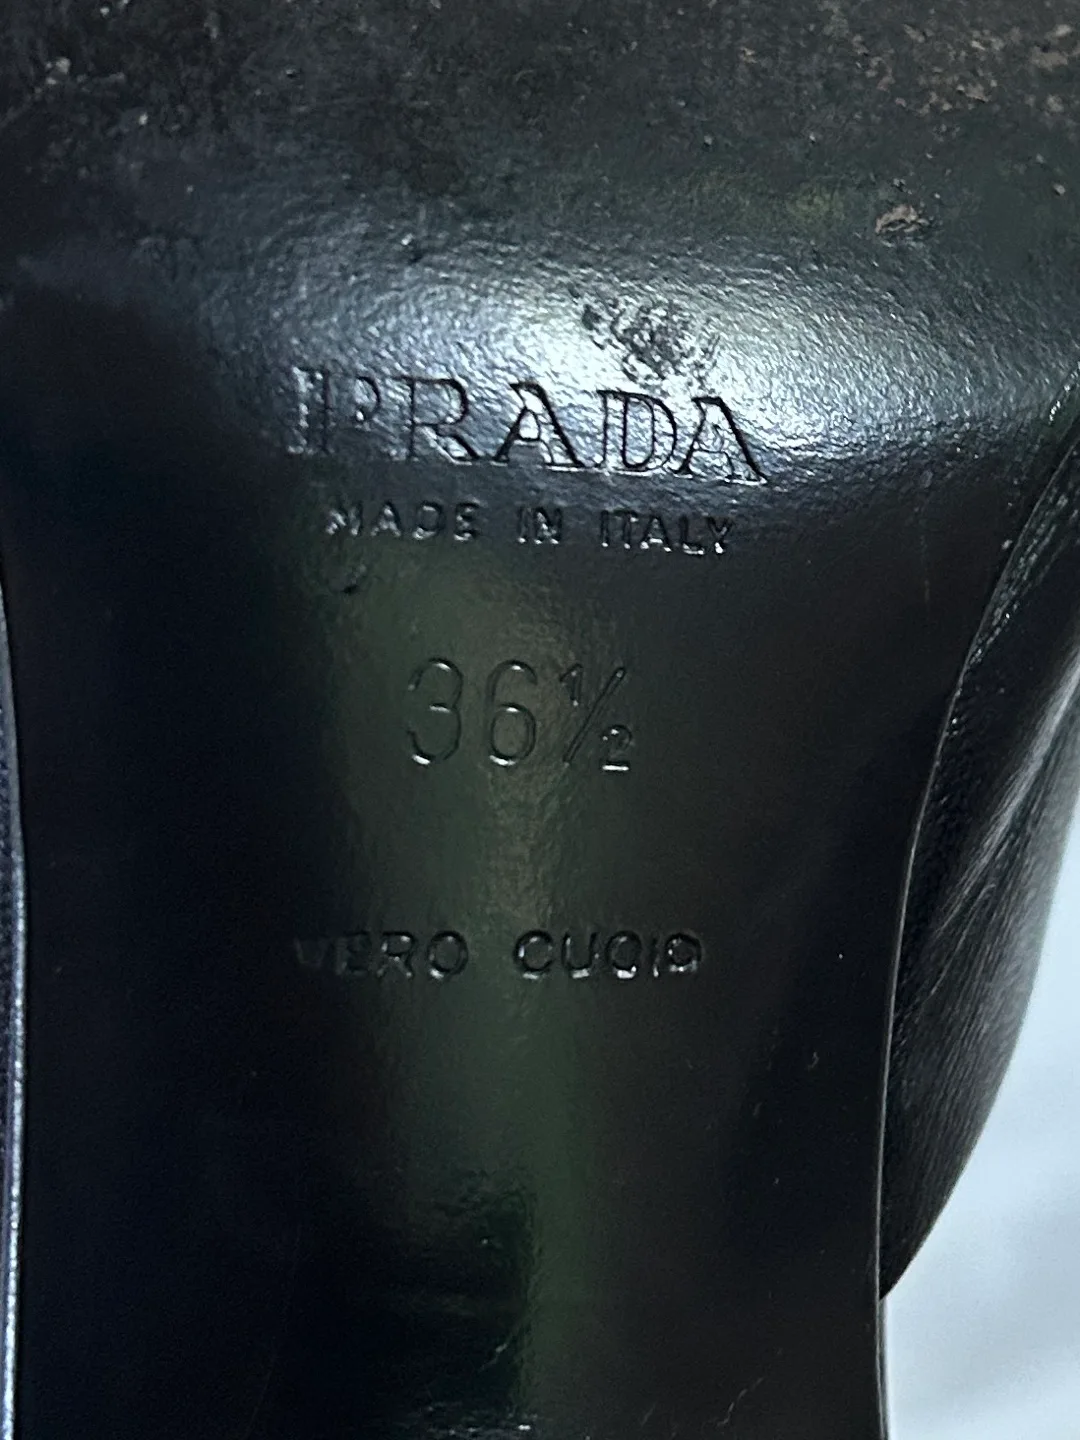 PRADA
MADE IN ITALY
36½
VERO CUOIO